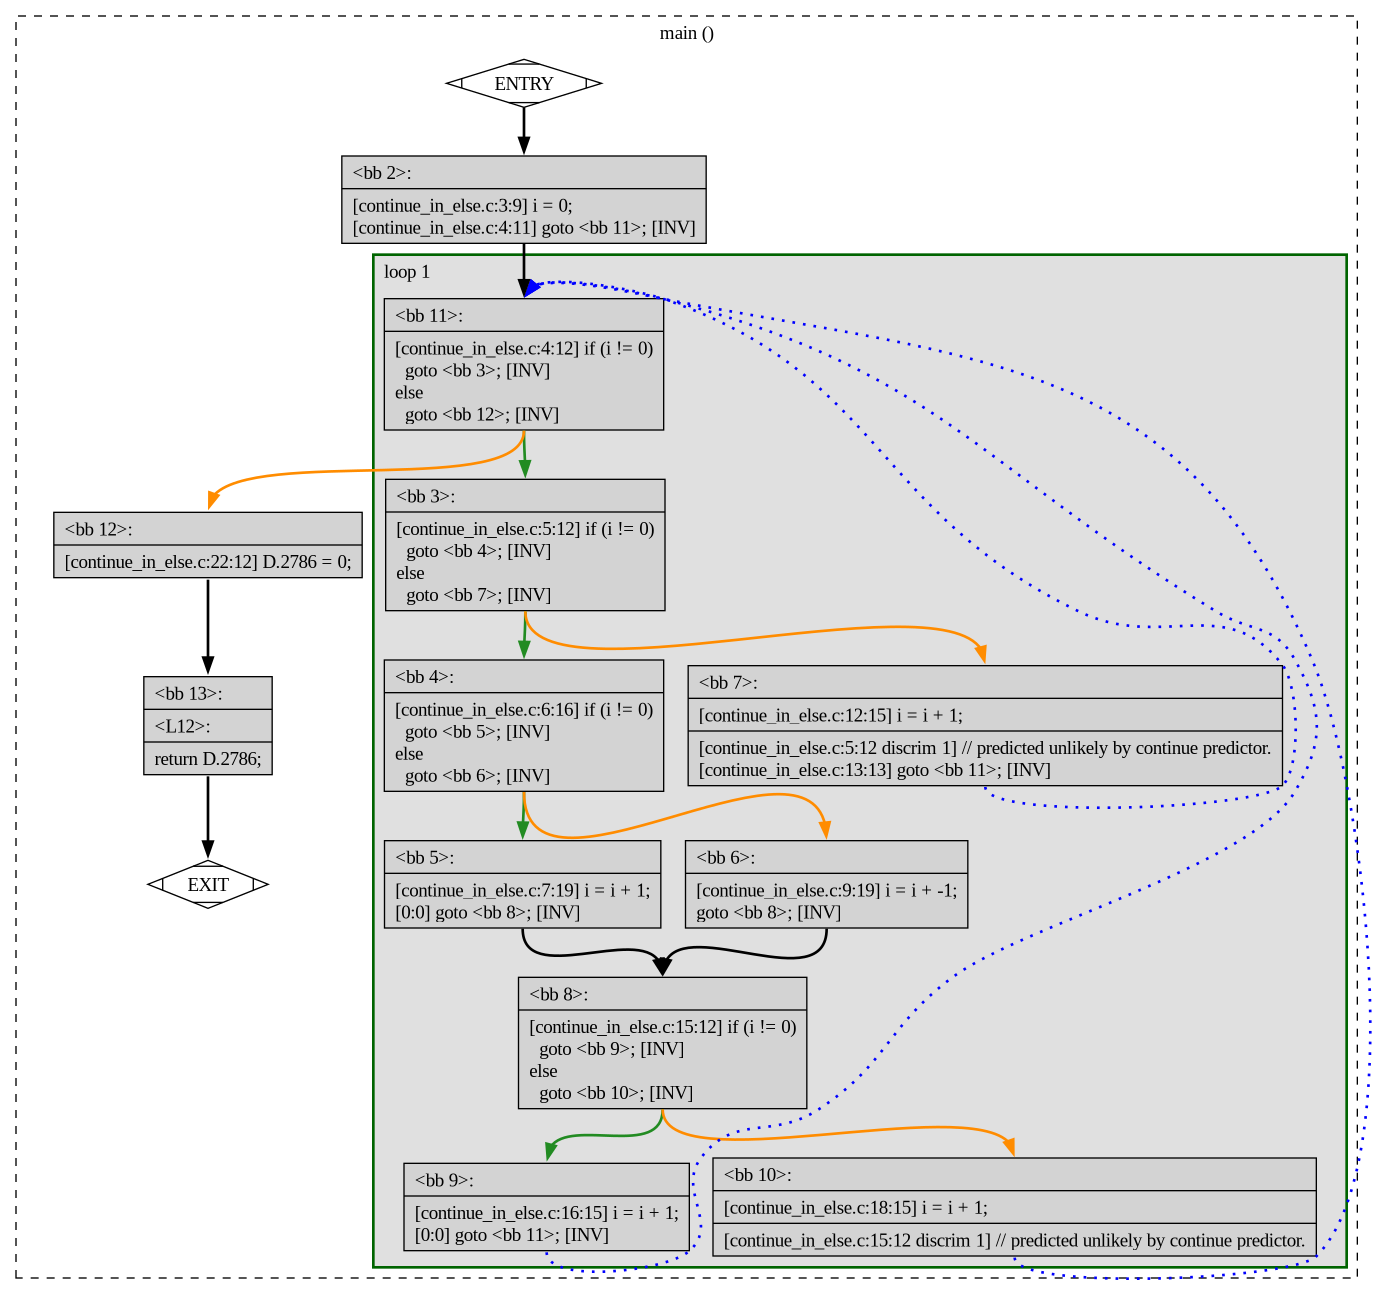 main ()
ENTRY
<bb 2>:
[continue_in_else.c:3:9] i = 0;
[continue_in_else.c:4:11] goto <bb 11>; [INV]
loop 1
<bb 11>:
[continue_in_else.c:4:12] if (i != 0)
  goto <bb 3>; [INV]
else
  goto <bb 12>; [INV]
<bb 3>:
[continue_in_else.c:5:12] if (i != 0)
  goto <bb 4>; [INV]
else
  goto <bb 7>; [INV]
<bb 12>:
[continue_in_else.c:22:12] D.2786 = 0;
<bb 4>:
[continue_in_else.c:6:16] if (i != 0)
  goto <bb 5>; [INV]
else
  goto <bb 6>; [INV]
<bb 7>:
[continue_in_else.c:12:15] i = i + 1;
[continue_in_else.c:5:12 discrim 1] // predicted unlikely by continue predictor.
[continue_in_else.c:13:13] goto <bb 11>; [INV]
<bb 13>:
<L12>:
return D.2786;
<bb 5>:
[continue_in_else.c:7:19] i = i + 1;
[0:0] goto <bb 8>; [INV]
<bb 6>:
[continue_in_else.c:9:19] i = i + -1;
goto <bb 8>; [INV]
EXIT
<bb 8>:
[continue_in_else.c:15:12] if (i != 0)
  goto <bb 9>; [INV]
else
  goto <bb 10>; [INV]
<bb 9>:
[continue_in_else.c:16:15] i = i + 1;
[0:0] goto <bb 11>; [INV]
<bb 10>:
[continue_in_else.c:18:15] i = i + 1;
[continue_in_else.c:15:12 discrim 1] // predicted unlikely by continue predictor.